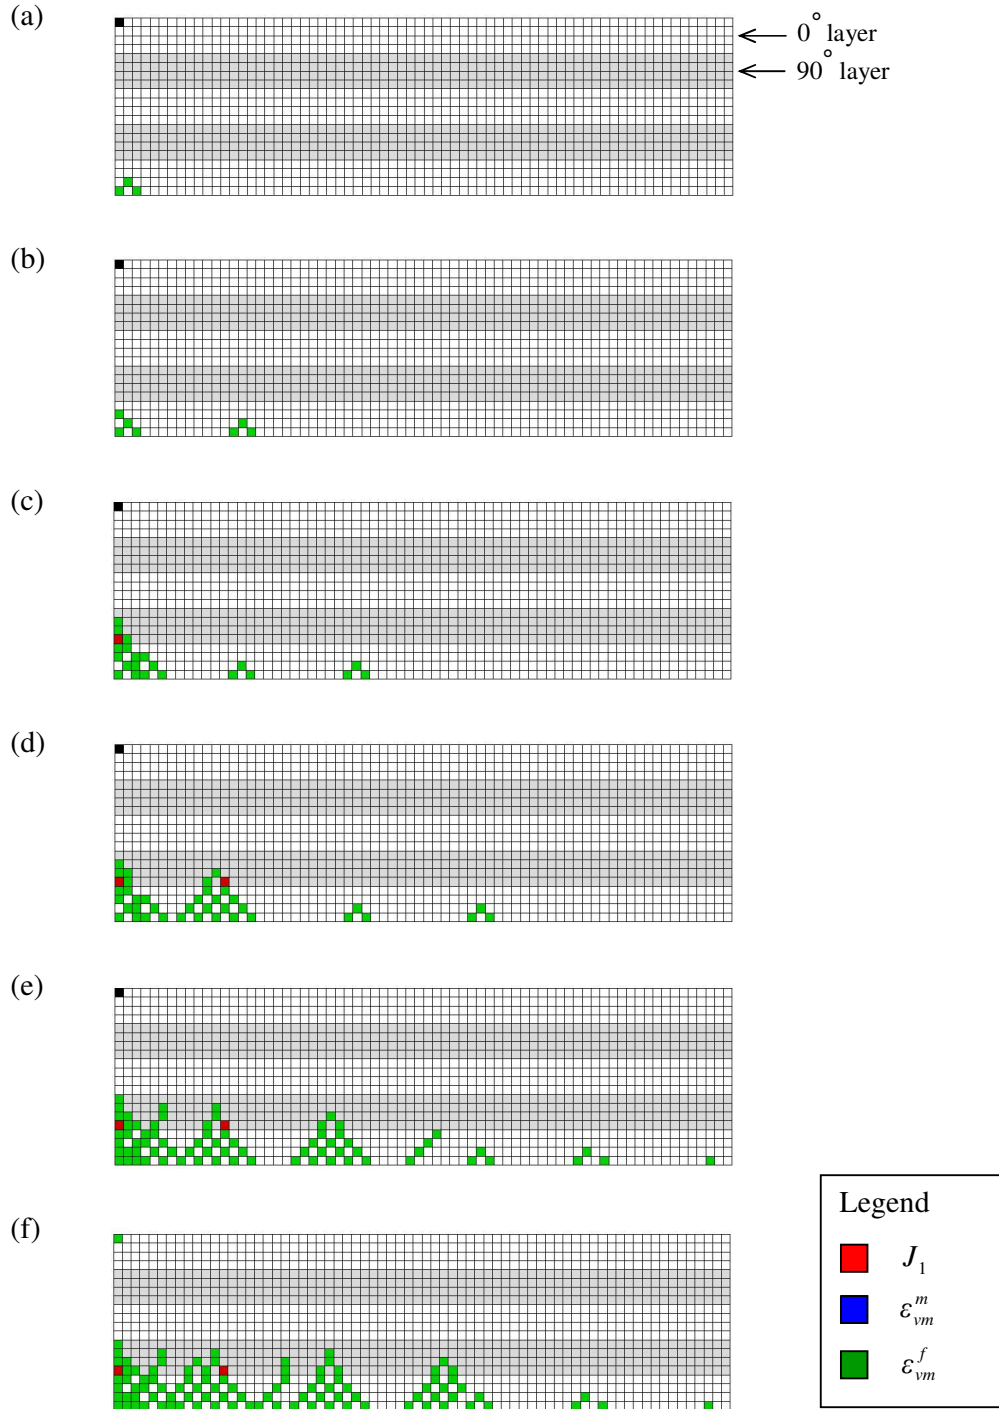 (a)
0° layer
90° layer
(b)
(c)
(d)
(e)
(f)
Legend
J₁
εᵐᵥₘ
εᶠᵥₘ